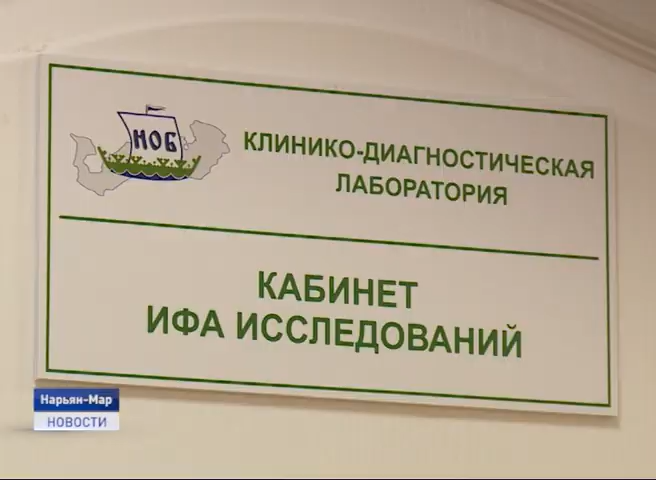 НОБ
КЛИНИКО-ДИАГНОСТИЧЕСКАЯ
ЛАБОРАТОРИЯ
КАБИНЕТ
ИФА ИССЛЕДОВАНИЙ
Нарьян-Мар
НОВОСТИ